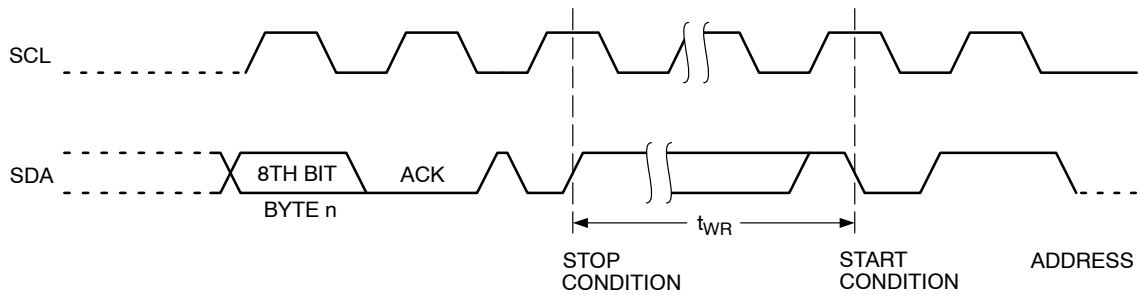 SCL
SDA
8TH BIT
ACK
BYTE n
tWR
STOP
CONDITION
START
CONDITION
ADDRESS